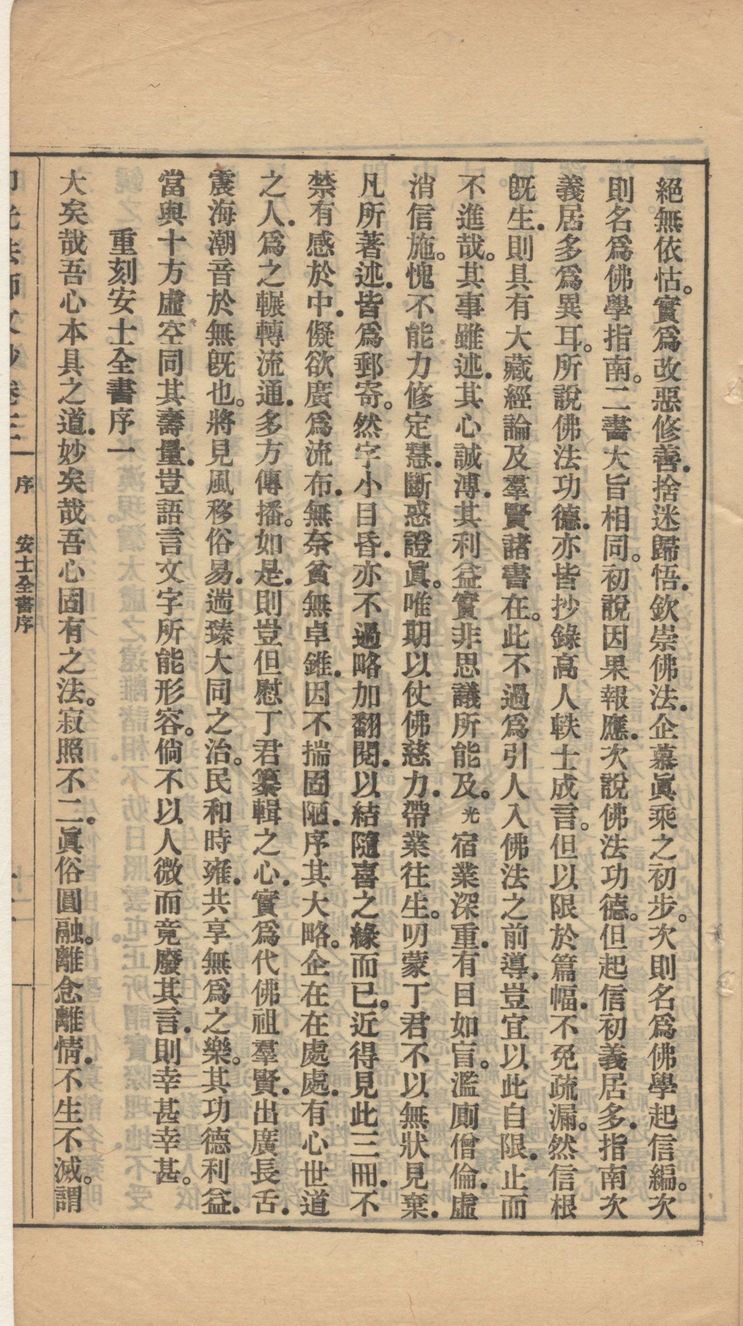 絕無依怙。實爲改惡修善。捨迷歸悟。欽崇佛法。企慕眞乘之初步。次則名爲佛學起信編。次
則名爲佛學指南。二書大旨相同。初說因果報應。次說佛法功德。但起信初義居多。指南次
義居多爲異耳。所說佛法功德。亦皆抄錄高人軼士成言。但以限於篇幅。不免疏漏。然信根
旣生。則具有大藏經論及羣賢諸書在。此不過爲引人入佛法之前導。豈宜以此自限。止而
不進哉。其事雖述。其心誠溥。其利益實非思議所能及。光宿業深重。有目如盲。濫廁僧倫。虛
消信施。愧不能力修定慧。斷惑證眞。唯期以仗佛慈力。帶業往生。叨蒙丁君不以無狀見棄。
凡所著述。皆爲郵寄。然字小目昏。亦不過略加翻閱。以結隨喜之緣而已。近得見此三冊。不
禁有感於中。儗欲廣爲流布。無奈貧無卓錐。因不揣固陋。序其大略。企在在處處。有心世道
之人。爲之輾轉流通。多方傳播。如是。則豈但慰丁君纂輯之心。實爲代佛祖羣賢。出廣長舌。
震海潮音於無旣也。將見風移俗易。遄臻大同之治。民和時雍。共享無爲之樂。其功德利益。
當與十方虛空同其壽量。豈語言文字所能形容。倘不以人微而竟廢其言。則幸甚幸甚。
重刻安士全書序一
大矣哉吾心本具之道。妙矣哉吾心固有之法。寂照不二。眞俗圓融。離念離情。不生不滅。謂
印光法師文鈔 卷三 序 安士全書序